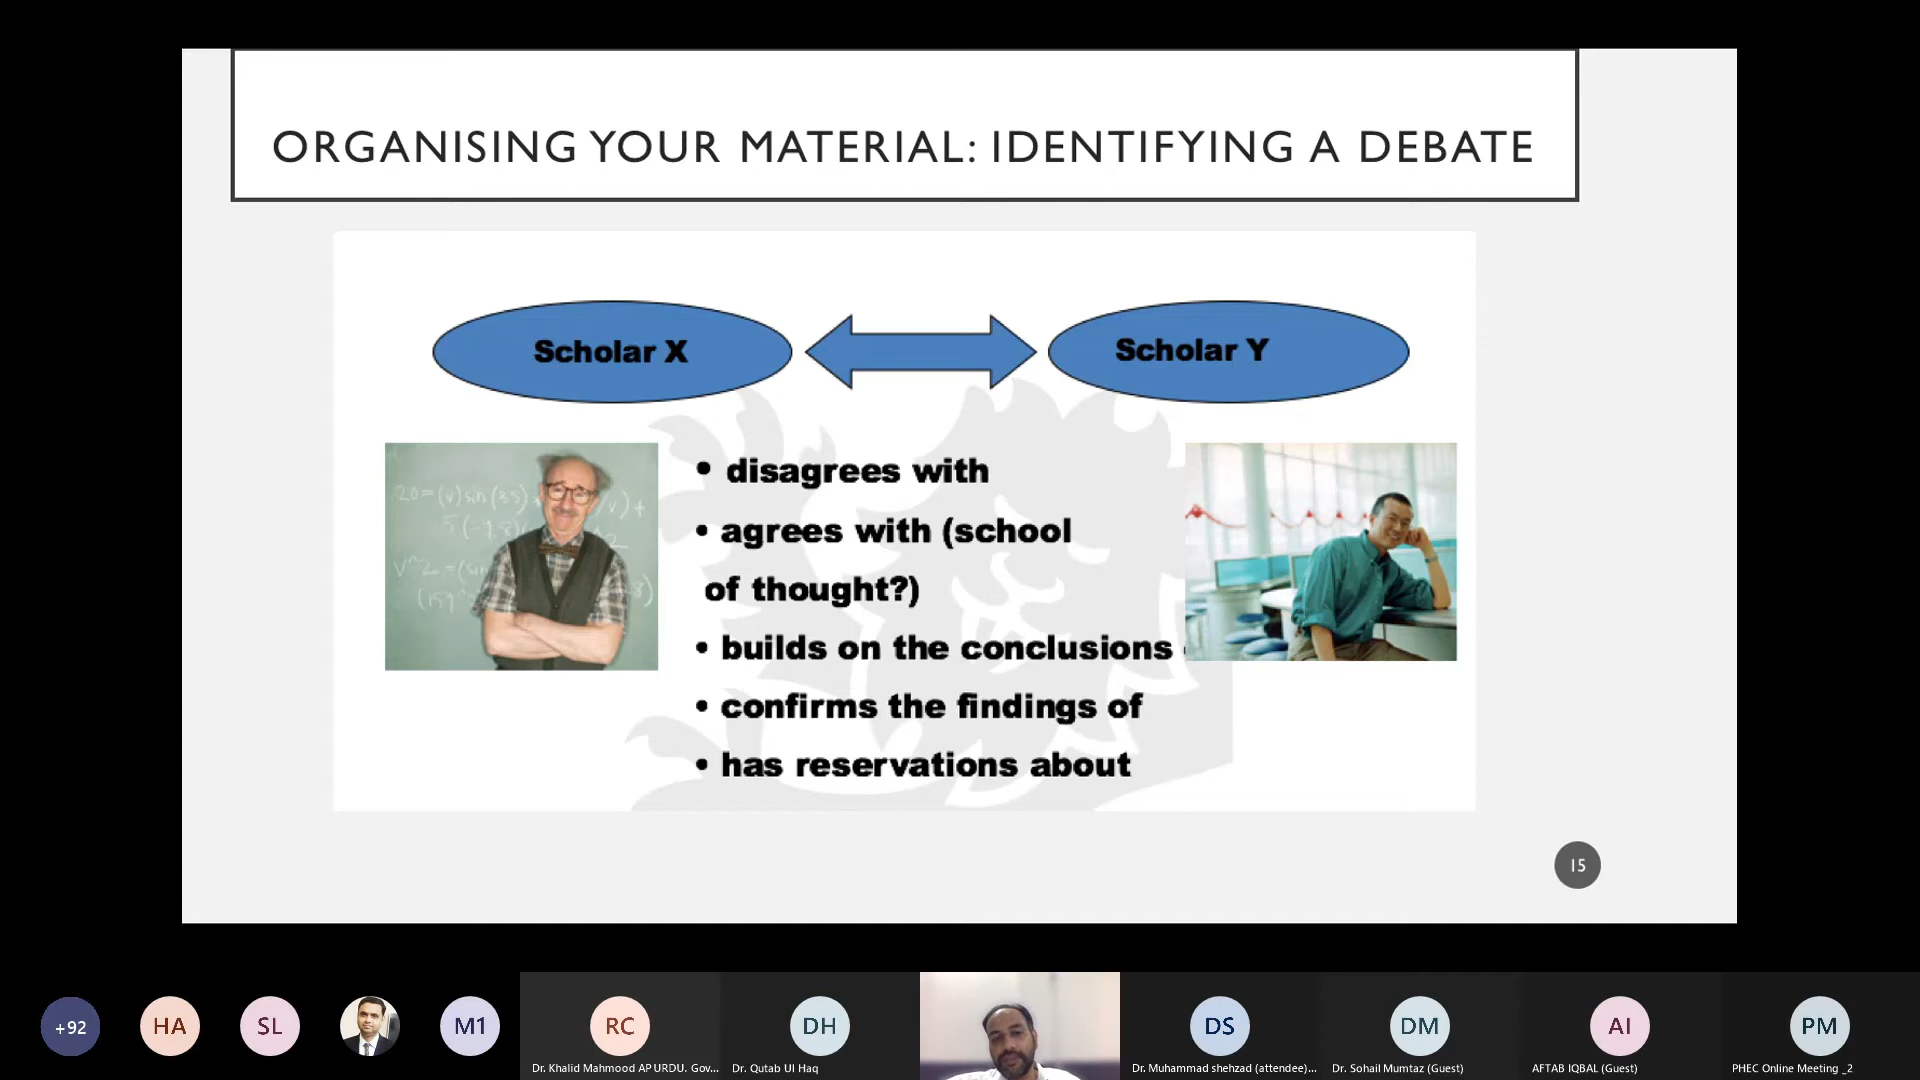 ORGANISING YOUR MATERIAL: IDENTIFYING A DEBATE
Scholar X
Scholar Y
• disagrees with
• agrees with (school
of thought?)
• builds on the conclusions
• confirms the findings of
• has reservations about
15
+92
HA
SL
M1
RC
DH
DS
DM
AI
PM
Dr. Khalid Mahmood AP URDU. Gov...
Dr. Qutab Ul Haq
Dr. Muhammad shehzad (attendee)...
Dr. Sohail Mumtaz (Guest)
AFTAB IQBAL (Guest)
PHEC Online Meeting _2